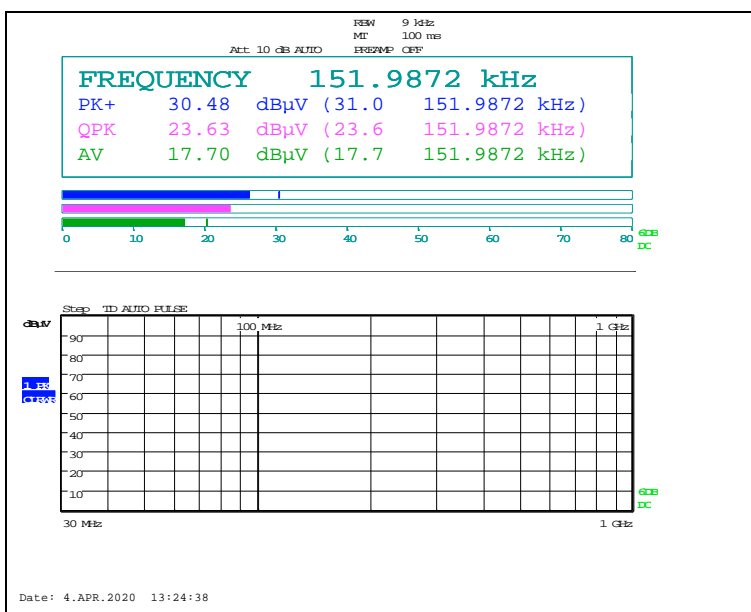 RBW 9 kHz
MT 100 ms
Att 10 dB AUTO PREAMP OFF
FREQUENCY 151.9872 kHz
PK+ 30.48 dBµV (31.0 151.9872 kHz)
QPK 23.63 dBµV (23.6 151.9872 kHz)
AV 17.70 dBµV (17.7 151.9872 kHz)
0 10 20 30 40 50 60 70 80
6DB
DC
Step TD AUTO PULSE
dBµV
100 MHz 1 GHz
90
80
70
1 PK
60
CLRWR
50
40
30
20
10
6DB
DC
30 MHz 1 GHz
Date: 4.APR.2020 13:24:38